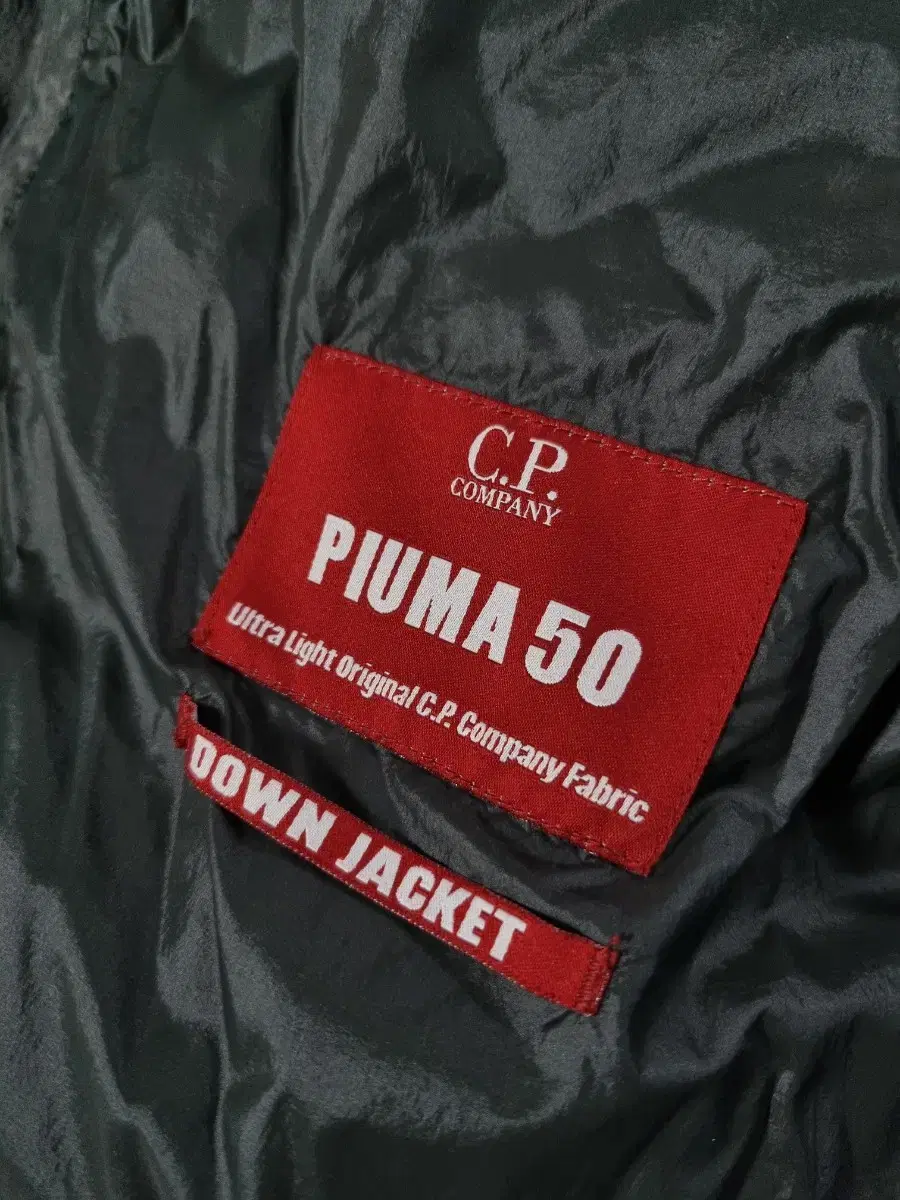 C.P.
COMPANY
PIUMA 50
Ultra Light Original C.P. Company Fabric
DOWN JACKET